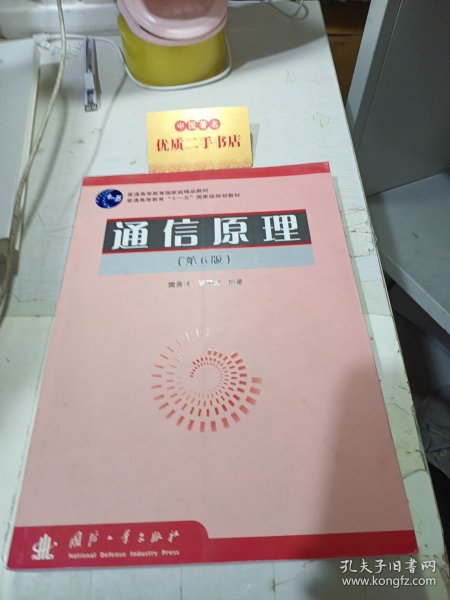 中国书店
优质二手书店
普通高等教育国家级精品教材
普通高等教育“十一五”国家级规划教材
通信原理
（第6版）
编著
国防工业出版社
National Defense Industry Press
孔夫子旧书网
www.kongfz.com